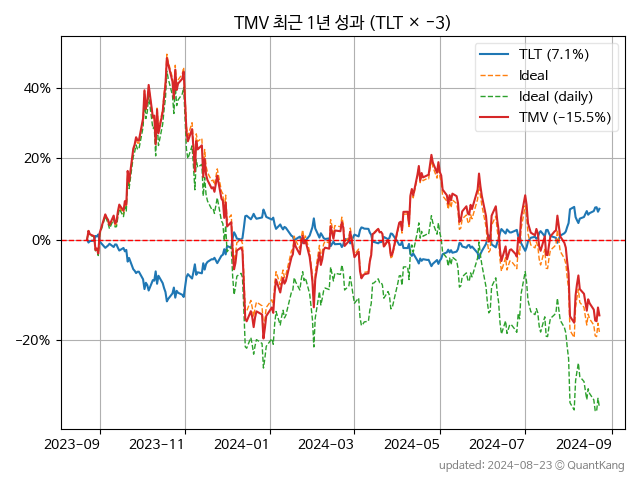 TMV 최근 1년 성과 (TLT × −3)
TLT (7.1%)
Ideal
Ideal (daily)
TMV (−15.5%)
40%
20%
0%
−20%
2023-09
2023-11
2024-01
2024-03
2024-05
2024-07
2024-09
updated: 2024-08-23 © QuantKang